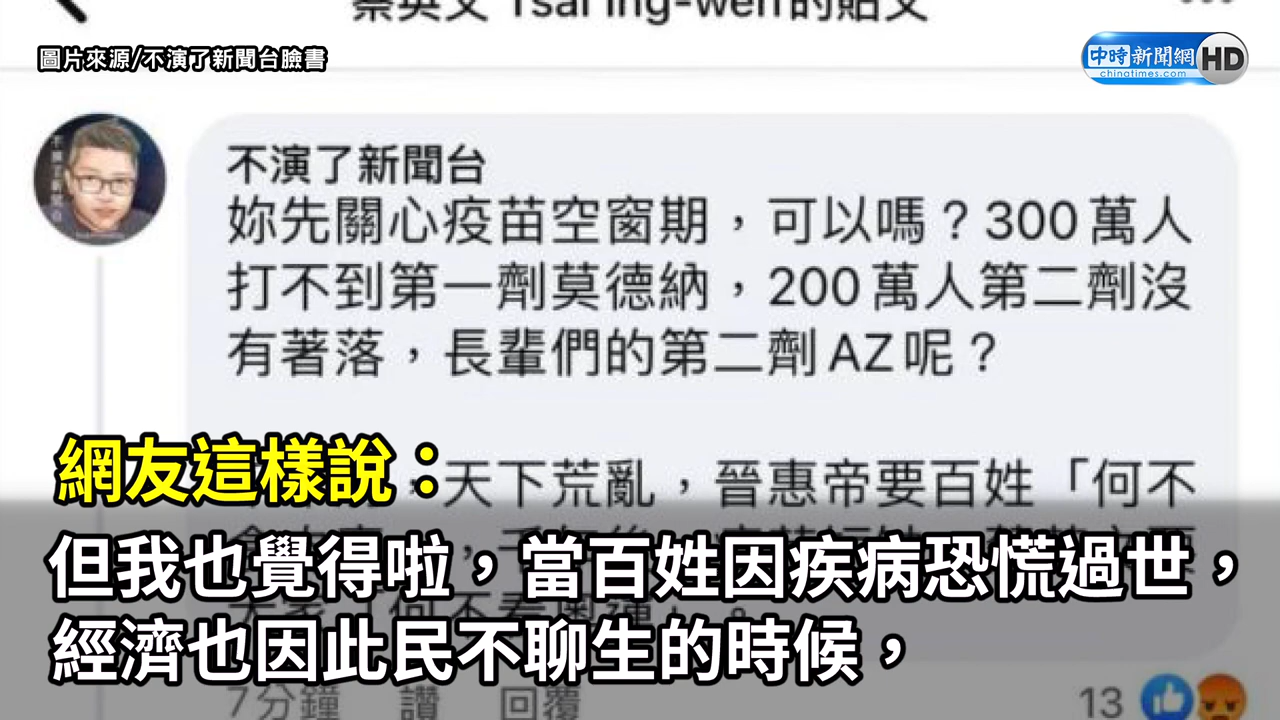 蔡英文 Tsai Ing-wen的貼文
圖片來源/不演了新聞台臉書
中時新聞網HD
chinatimes.com
不演了新聞台
妳先關心疫苗空窗期，可以嗎？300萬人
打不到第一劑莫德納，200萬人第二劑沒
有著落，長輩們的第二劑AZ呢？
天下荒亂，晉惠帝要百姓「何不
網友這樣說：
但我也覺得啦，當百姓因疾病恐慌過世，
經濟也因此民不聊生的時候，
7分鐘 讚 回覆 13